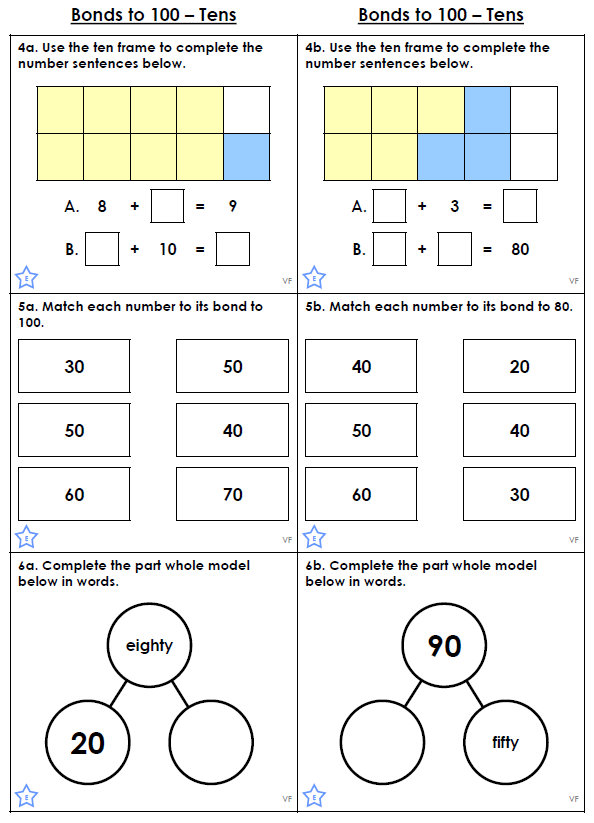 Bonds to 100 – Tens
Bonds to 100 – Tens
4a. Use the ten frame to complete the
number sentences below.
A. 8 + = 9
B. + 10 =
E
VF
4b. Use the ten frame to complete the
number sentences below.
A. + 3 =
B. + = 80
E
VF
5a. Match each number to its bond to
100.
30 50
50 40
60 70
E
VF
5b. Match each number to its bond to 80.
40 20
50 40
60 30
E
VF
6a. Complete the part whole model
below in words.
eighty
20
E
VF
6b. Complete the part whole model
below in words.
90
fifty
E
VF